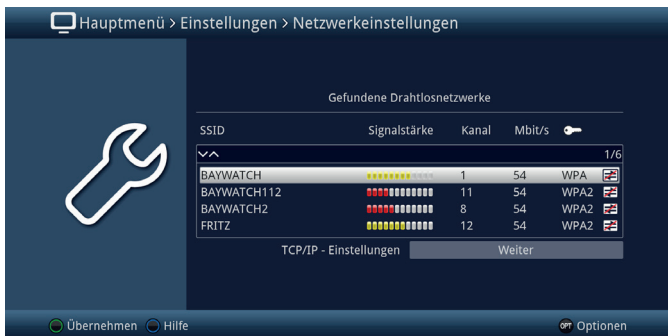 Hauptmenü > Einstellungen > Netzwerkeinstellungen
Gefundene Drahtlosnetzwerke
SSID Signalstärke Kanal Mbit/s
1/6
BAYWATCH 1 54 WPA
BAYWATCH112 11 54 WPA2
BAYWATCH2 8 54 WPA2
FRITZ 12 54 WPA2
TCP/IP - Einstellungen Weiter
Übernehmen Hilfe OPT Optionen